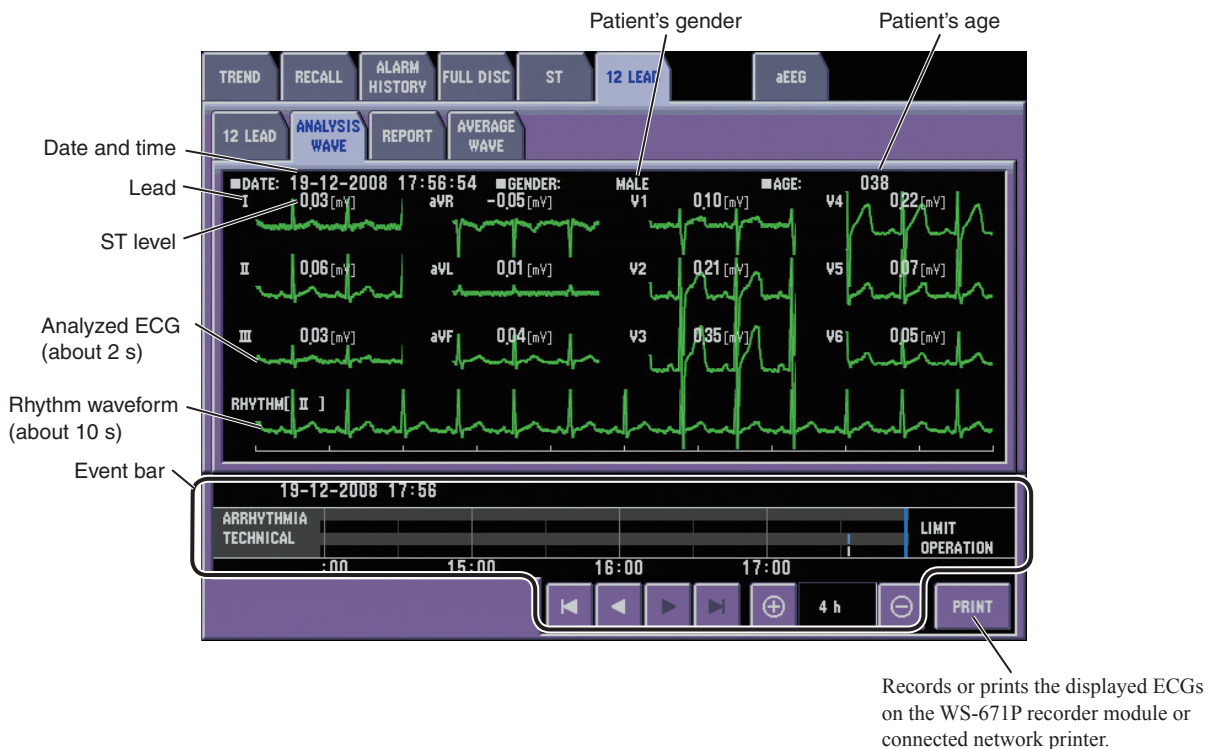 Patient’s gender
Patient’s age
TREND
RECALL
ALARM
HISTORY
FULL DISC
ST
12 LEAD
aEEG
12 LEAD
ANALYSIS
WAVE
REPORT
AVERAGE
WAVE
Date and time
Lead
ST level
Analyzed ECG
(about 2 s)
Rhythm waveform
(about 10 s)
Event bar
■DATE: 19-12-2008 17:56:54 ■GENDER: MALE ■AGE: 038
I 0.03[mV] aVR -0.05[mV] V1 0.10[mV] V4 0.22[mV]
II 0.06[mV] aVL 0.01[mV] V2 0.21[mV] V5 0.07[mV]
III 0.03[mV] aVF 0.04[mV] V3 0.35[mV] V6 0.05[mV]
RHYTHM[ II ]
19-12-2008 17:56
ARRHYTHMIA
TECHNICAL
LIMIT
OPERATION
:00 15:00 16:00 17:00
4 h
PRINT
Records or prints the displayed ECGs
on the WS-671P recorder module or
connected network printer.